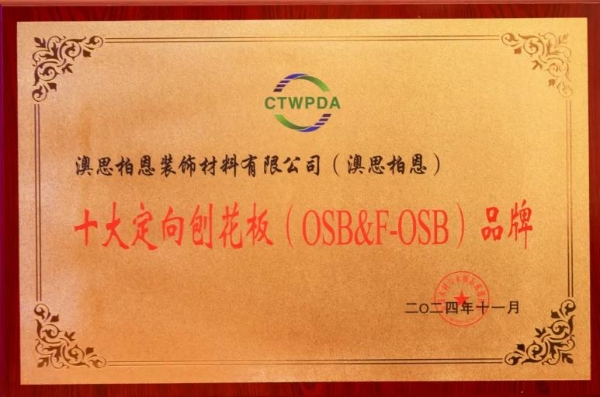 CTWPDA
澳思柏恩装饰材料有限公司（澳思柏恩）
十大定向刨花板（OSB&F-OSB）品牌
二〇二四年十一月